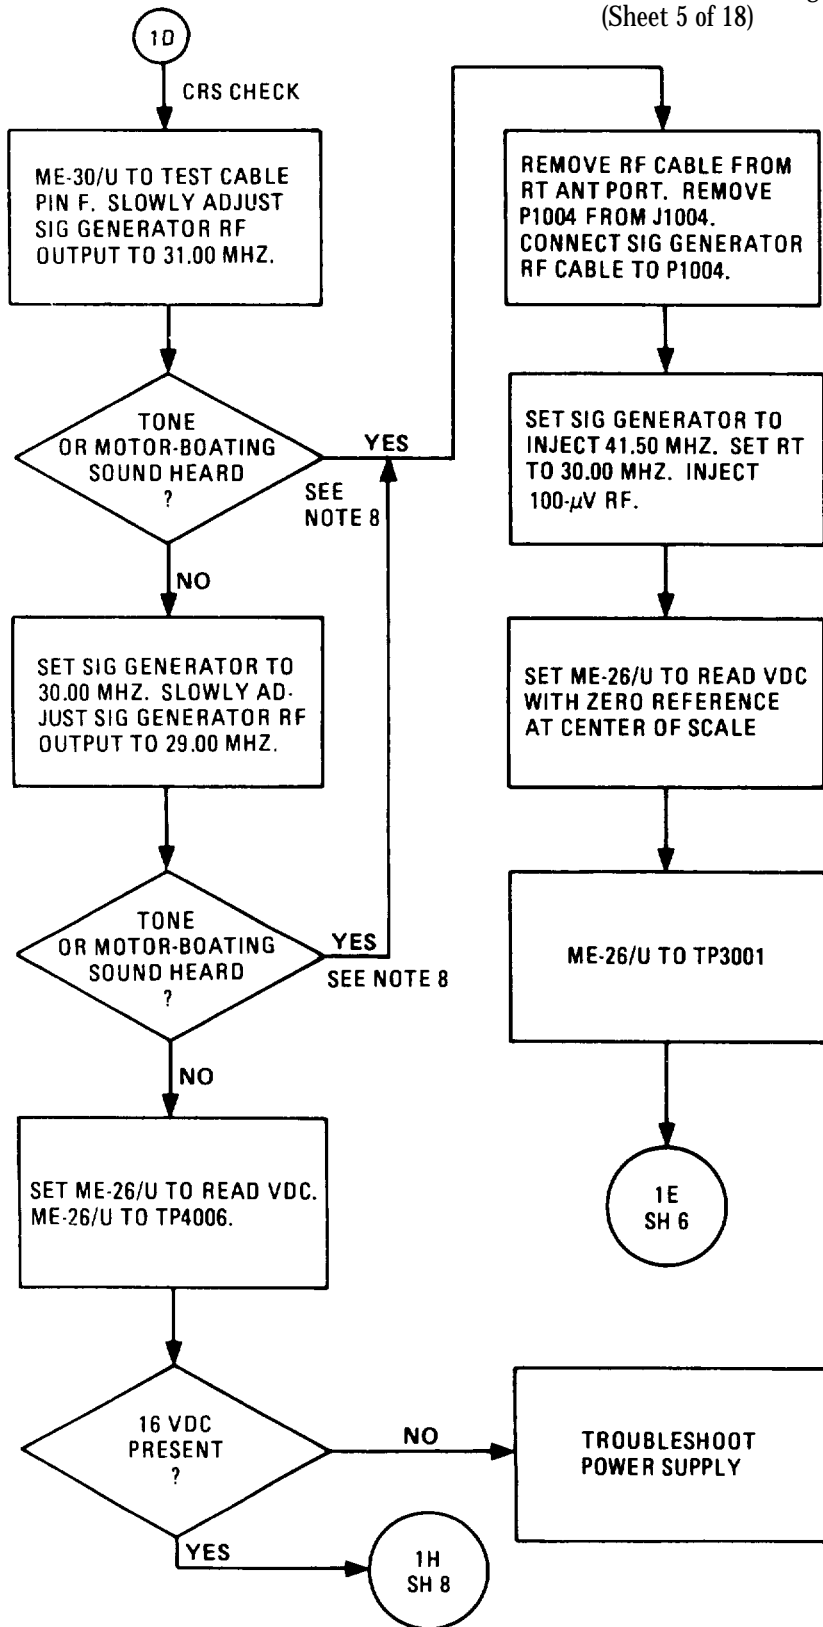 (Sheet 5 of 18)
1D
CRS CHECK
ME-30/U TO TEST CABLE
PIN F. SLOWLY ADJUST
SIG GENERATOR RF
OUTPUT TO 31.00 MHZ.
TONE
OR MOTOR-BOATING
SOUND HEARD
?
YES
SEE
NOTE 8
NO
SET SIG GENERATOR TO
30.00 MHZ. SLOWLY AD-
JUST SIG GENERATOR RF
OUTPUT TO 29.00 MHZ.
TONE
OR MOTOR-BOATING
SOUND HEARD
?
YES
SEE NOTE 8
NO
SET ME-26/U TO READ VDC.
ME-26/U TO TP4006.
16 VDC
PRESENT
?
NO
TROUBLESHOOT
POWER SUPPLY
YES
1H
SH 8
REMOVE RF CABLE FROM
RT ANT PORT. REMOVE
P1004 FROM J1004.
CONNECT SIG GENERATOR
RF CABLE TO P1004.
SET SIG GENERATOR TO
INJECT 41.50 MHZ. SET RT
TO 30.00 MHZ. INJECT
100-μV RF.
SET ME-26/U TO READ VDC
WITH ZERO REFERENCE
AT CENTER OF SCALE
ME-26/U TO TP3001
1E
SH 6